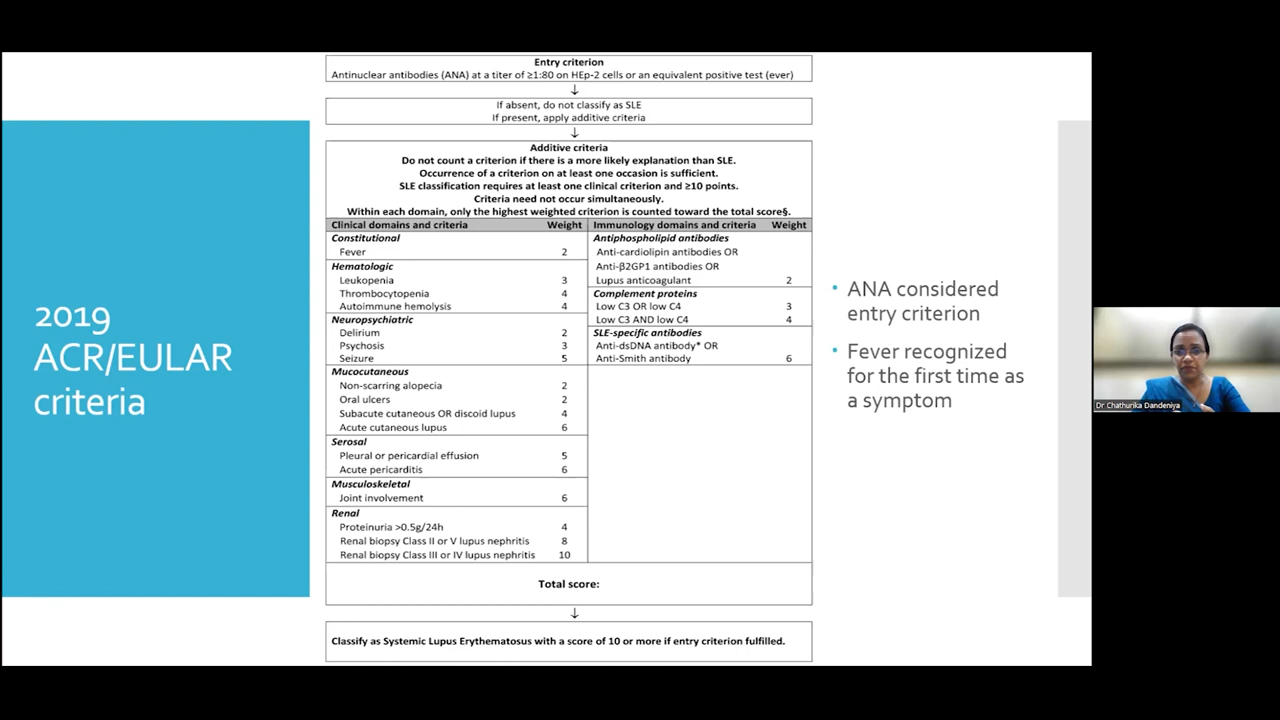 2019
ACR/EULAR
criteria
Entry criterion
Antinuclear antibodies (ANA) at a titer of ≥1:80 on HEp-2 cells or an equivalent positive test (ever)
↓
If absent, do not classify as SLE
If present, apply additive criteria
↓
Additive criteria
Do not count a criterion if there is a more likely explanation than SLE.
Occurrence of a criterion on at least one occasion is sufficient.
SLE classification requires at least one clinical criterion and ≥10 points.
Criteria need not occur simultaneously.
Within each domain, only the highest weighted criterion is counted toward the total score§.
Clinical domains and criteria Weight
Constitutional
Fever 2
Hematologic
Leukopenia 3
Thrombocytopenia 4
Autoimmune hemolysis 4
Neuropsychiatric
Delirium 2
Psychosis 3
Seizure 5
Mucocutaneous
Non-scarring alopecia 2
Oral ulcers 2
Subacute cutaneous OR discoid lupus 4
Acute cutaneous lupus 6
Serosal
Pleural or pericardial effusion 5
Acute pericarditis 6
Musculoskeletal
Joint involvement 6
Renal
Proteinuria >0.5g/24h 4
Renal biopsy Class II or V lupus nephritis 8
Renal biopsy Class III or IV lupus nephritis 10
Immunology domains and criteria Weight
Antiphospholipid antibodies
Anti-cardiolipin antibodies OR
Anti-β2GP1 antibodies OR
Lupus anticoagulant 2
Complement proteins
Low C3 OR low C4 3
Low C3 AND low C4 4
SLE-specific antibodies
Anti-dsDNA antibody* OR
Anti-Smith antibody 6
Total score:
↓
Classify as Systemic Lupus Erythematosus with a score of 10 or more if entry criterion fulfilled.
• ANA considered
entry criterion
• Fever recognized
for the first time as
a symptom
Dr Chathurika Dandeniya